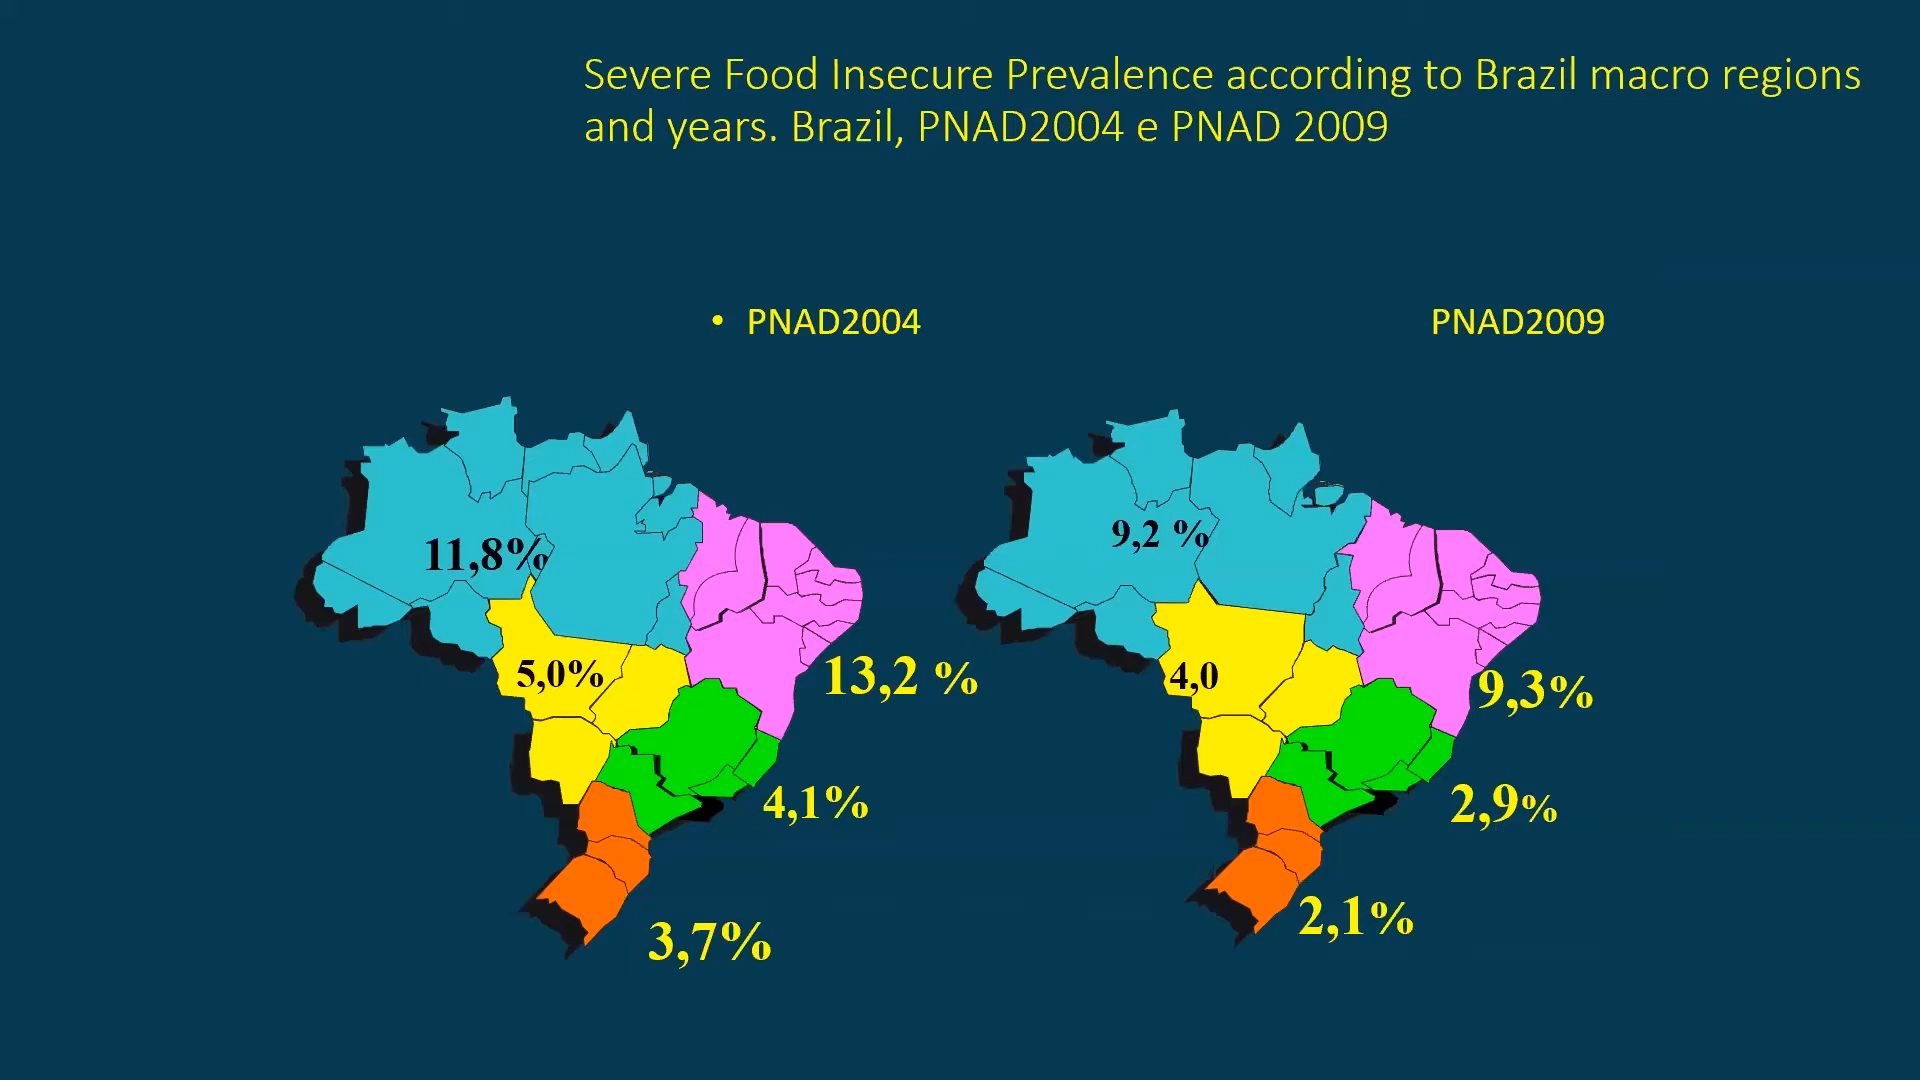 Severe Food Insecure Prevalence according to Brazil macro regions
and years. Brazil, PNAD2004 e PNAD 2009
• PNAD2004
PNAD2009
11,8%
5,0%
13,2 %
4,1%
3,7%
9,2 %
4,0
9,3%
2,9%
2,1%